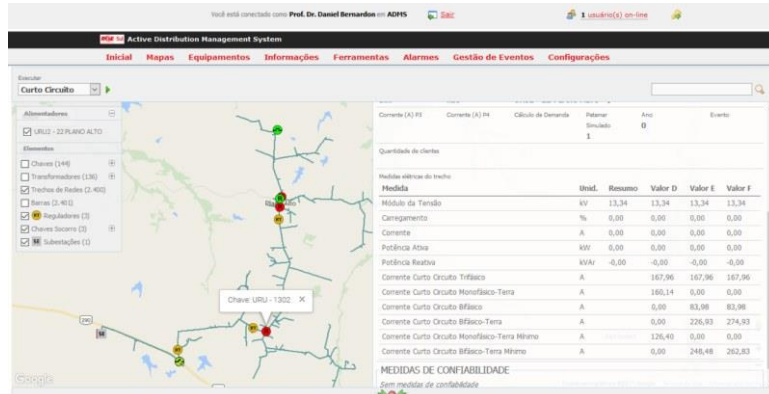 Você está conectado como Prof. Dr. Daniel Bernardon em ADMS
Sair
1 usuário(s) on-line
RGE Sul Active Distribution Management System
Inicial Mapas Equipamentos Informações Ferramentas Alarmes Gestão de Eventos Configurações
Executar
Curto Circuito
Alimentadores
URU2 - 22 PLANO ALTO
Elementos
Chaves (144)
Transformadores (136)
Trechos de Redes (2.400)
Barras (2.401)
RT Reguladores (3)
Chaves Socorro (3)
SE Subestações (1)
Chave: URU - 1302
290
SE
RT
RT
RT
Google
Corrente (A) P3 Corrente (A) P4 Cálculo de Demanda Patamar Simulado Ano Evento
1 0
Quantidade de clientes
Medidas elétricas do trecho
Medida Unid. Resumo Valor D Valor E Valor F
Módulo da Tensão kV 13,34 13,34 13,34 13,34
Carregamento % 0,00 0,00 0,00 0,00
Corrente A 0,00 0,00 0,00 0,00
Potência Ativa kW 0,00 0,00 0,00 0,00
Potência Reativa kVAr -0,00 -0,00 -0,00 -0,00
Corrente Curto Circuito Trifásico A 167,96 167,96 167,96
Corrente Curto Circuito Monofásico-Terra A 160,14 0,00 0,00
Corrente Curto Circuito Bifásico A 0,00 83,98 83,98
Corrente Curto Circuito Bifásico-Terra A 0,00 226,93 274,93
Corrente Curto Circuito Monofásico-Terra Mínimo A 126,40 0,00 0,00
Corrente Curto Circuito Bifásico-Terra Mínimo A 0,00 248,48 262,83
MEDIDAS DE CONFIABILIDADE
Sem medidas de confiabilidade